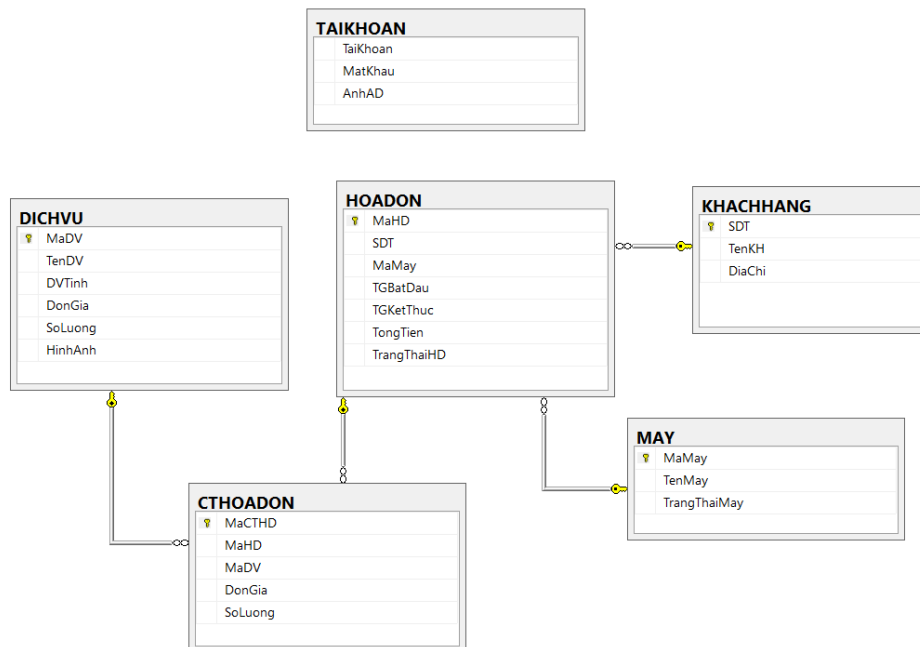 TAIKHOAN
TaiKhoan
MatKhau
AnhAD
DICHVU
MaDV
TenDV
DVTinh
DonGia
SoLuong
HinhAnh
HOADON
MaHD
SDT
MaMay
TGBatDau
TGKetThuc
TongTien
TrangThaiHD
KHACHHANG
SDT
TenKH
DiaChi
MAY
MaMay
TenMay
TrangThaiMay
CTHOADON
MaCTHD
MaHD
MaDV
DonGia
SoLuong